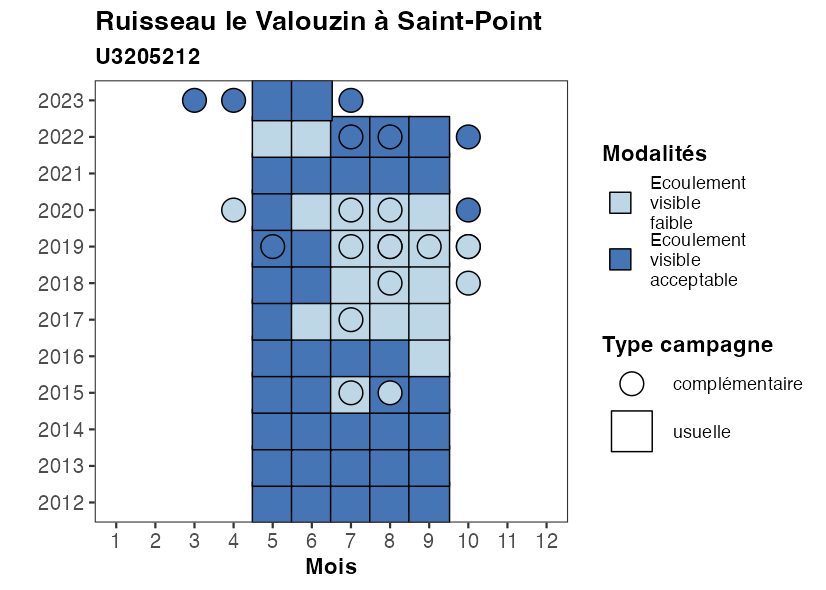 Ruisseau le Valouzin à Saint-Point
U3205212
2023
2022
2021
2020
2019
2018
2017
2016
2015
2014
2013
2012
1 2 3 4 5 6 7 8 9 10 11 12
Mois
Modalités
Ecoulement
visible
faible
Ecoulement
visible
acceptable
Type campagne
complémentaire
usuelle